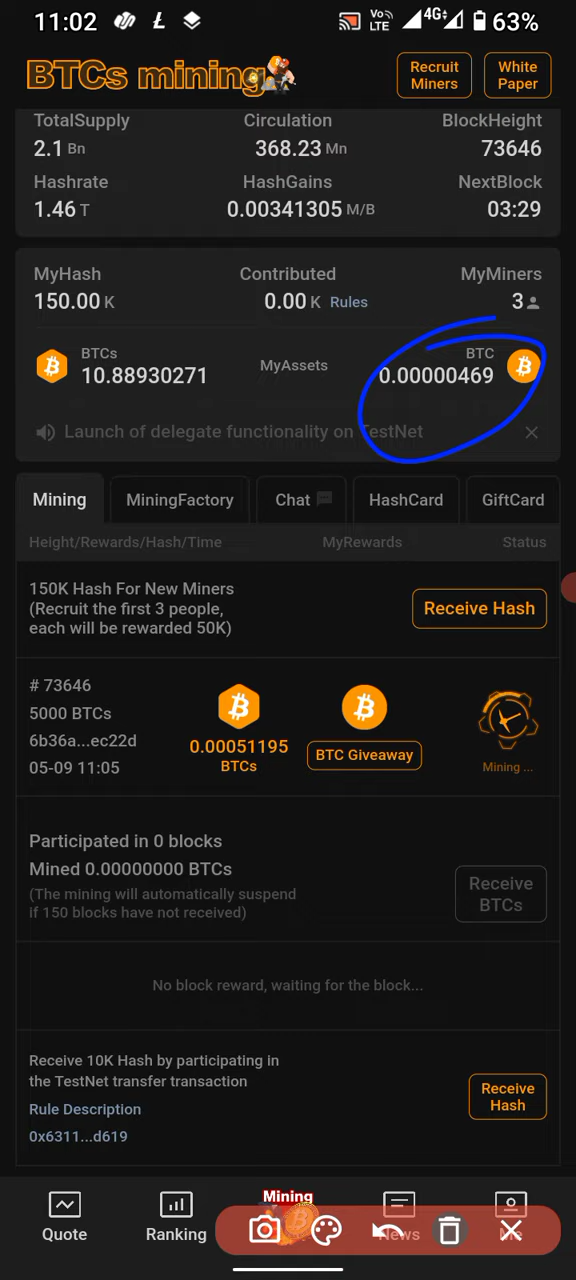 11:02 Vo LTE 4G 63%
BTCs mining
Recruit Miners
White Paper
TotalSupply Circulation BlockHeight
2.1 Bn 368.23 Mn 73646
Hashrate HashGains NextBlock
1.46 T 0.00341305 M/B 03:29
MyHash Contributed MyMiners
150.00 K 0.00 K Rules 3
BTCs MyAssets BTC
10.88930271 0.00000469
Launch of delegate functionality on TestNet
Mining MiningFactory Chat HashCard GiftCard
Height/Rewards/Hash/Time MyRewards Status
150K Hash For New Miners
(Recruit the first 3 people,
each will be rewarded 50K)
Receive Hash
# 73646
5000 BTCs
6b36a...ec22d
05-09 11:05
0.00051195
BTCs
BTC Giveaway
Mining ...
Participated in 0 blocks
Mined 0.00000000 BTCs
(The mining will automatically suspend
if 150 blocks have not received)
Receive
BTCs
No block reward, waiting for the block...
Receive 10K Hash by participating in
the TestNet transfer transaction
Rule Description
0x6311...d619
Receive
Hash
Quote Ranking Mining News Me